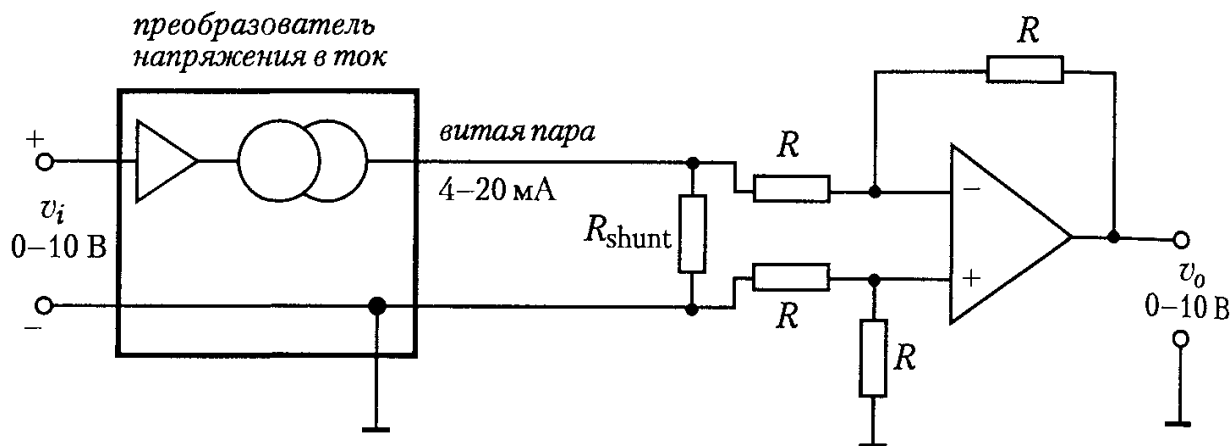 преобразователь
напряжения в ток
R
+
витая пара
R
4–20 мА
−
v_i
0–10 В
R_shunt
+
v_o
0–10 В
−
R
R